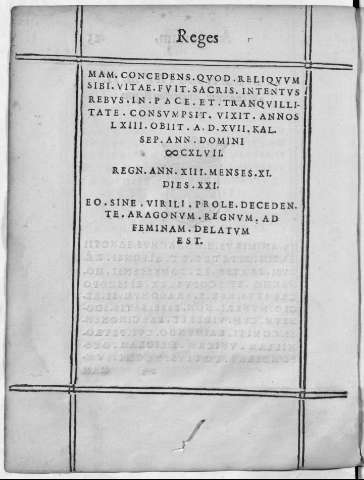 Reges
MAM. CONCEDENS. QVOD. RELIQVVM
SIBI. VITAE. FVIT. SACRIS. INTENTVS
REBVS. IN. PACE. ET. TRANQVILLI-
TATE. CONSVMPSIT. VIXIT. ANNOS
LXIII. OBIIT. A. D. XVII. KAL.
SEP. ANN. DOMINI
ↀCXLVII.
REGN. ANN. XIII. MENSES. XI.
DIES. XXI.
EO. SINE. VIRILI. PROLE. DECEDEN-
TE. ARAGONVM. REGNVM. AD
FEMINAM. DELATVM
EST.